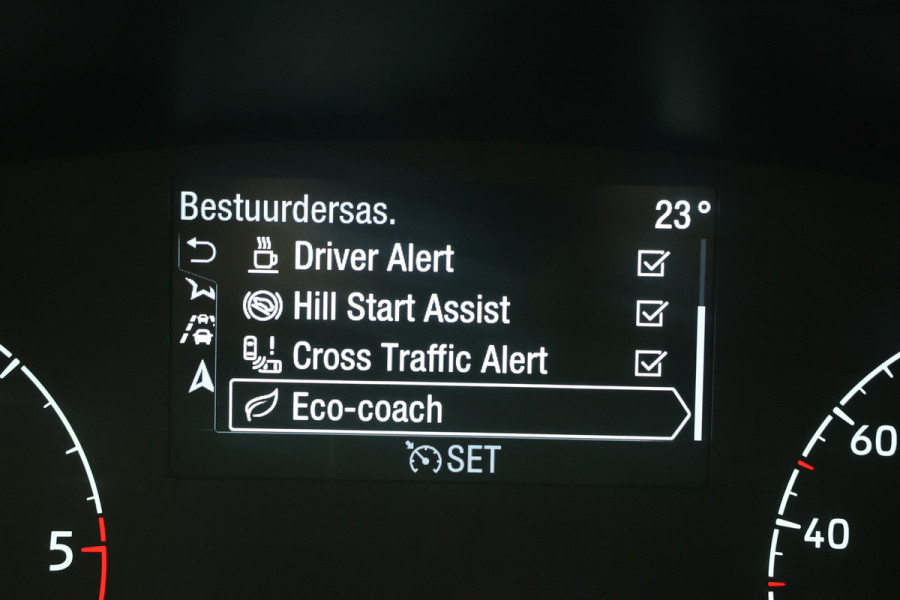 Bestuurdersas. 23°
Driver Alert
Hill Start Assist
Cross Traffic Alert
Eco-coach
SET
5
60
40